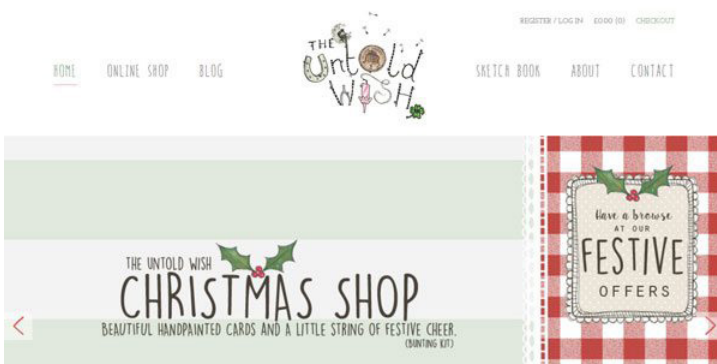 REGISTER / LOG IN £0.00 (0) CHECKOUT
THE
Untold
WISH
HOME ONLINE SHOP BLOG
SKETCH BOOK ABOUT CONTACT
THE UNTOLD WISH
CHRISTMAS SHOP
BEAUTIFUL HANDPAINTED CARDS AND A LITTLE STRING OF FESTIVE CHEER.
(BUNTING KIT)
Have a browse
AT OUR
FESTIVE
OFFERS